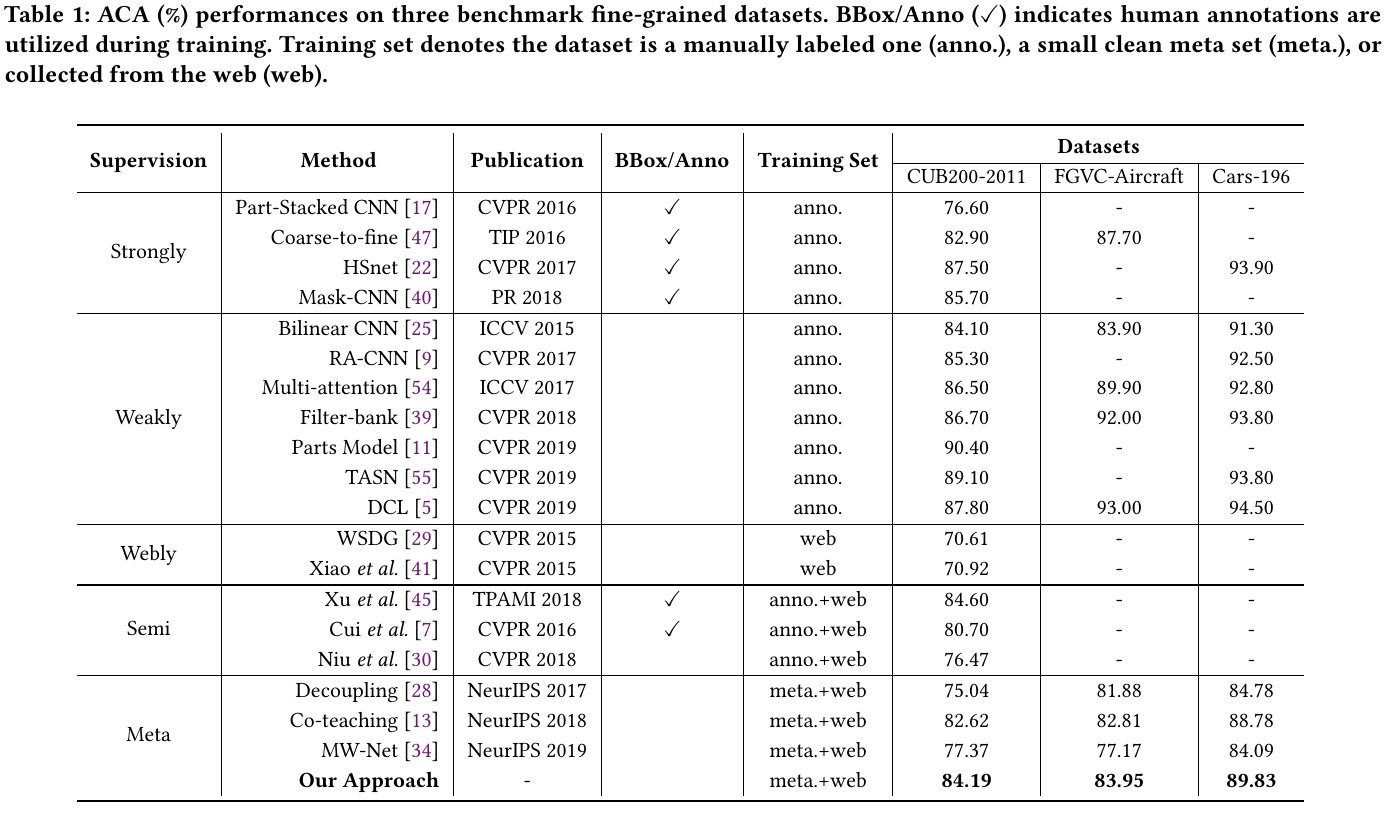 Table 1: ACA (%) performances on three benchmark fine-grained datasets. BBox/Anno (✓) indicates human annotations are
utilized during training. Training set denotes the dataset is a manually labeled one (anno.), a small clean meta set (meta.), or
collected from the web (web).
Supervision Method Publication BBox/Anno Training Set Datasets
CUB200-2011 FGVC-Aircraft Cars-196
Strongly
Part-Stacked CNN [17] CVPR 2016 ✓ anno. 76.60 - -
Coarse-to-fine [47] TIP 2016 ✓ anno. 82.90 87.70 -
HSnet [22] CVPR 2017 ✓ anno. 87.50 - 93.90
Mask-CNN [40] PR 2018 ✓ anno. 85.70 - -
Weakly
Bilinear CNN [25] ICCV 2015 anno. 84.10 83.90 91.30
RA-CNN [9] CVPR 2017 anno. 85.30 - 92.50
Multi-attention [54] ICCV 2017 anno. 86.50 89.90 92.80
Filter-bank [39] CVPR 2018 anno. 86.70 92.00 93.80
Parts Model [11] CVPR 2019 anno. 90.40 - -
TASN [55] CVPR 2019 anno. 89.10 - 93.80
DCL [5] CVPR 2019 anno. 87.80 93.00 94.50
Webly
WSDG [29] CVPR 2015 web 70.61 - -
Xiao et al. [41] CVPR 2015 web 70.92 - -
Semi
Xu et al. [45] TPAMI 2018 ✓ anno.+web 84.60 - -
Cui et al. [7] CVPR 2016 ✓ anno.+web 80.70 - -
Niu et al. [30] CVPR 2018 anno.+web 76.47 - -
Meta
Decoupling [28] NeurIPS 2017 meta.+web 75.04 81.88 84.78
Co-teaching [13] NeurIPS 2018 meta.+web 82.62 82.81 88.78
MW-Net [34] NeurIPS 2019 meta.+web 77.37 77.17 84.09
Our Approach - meta.+web 84.19 83.95 89.83